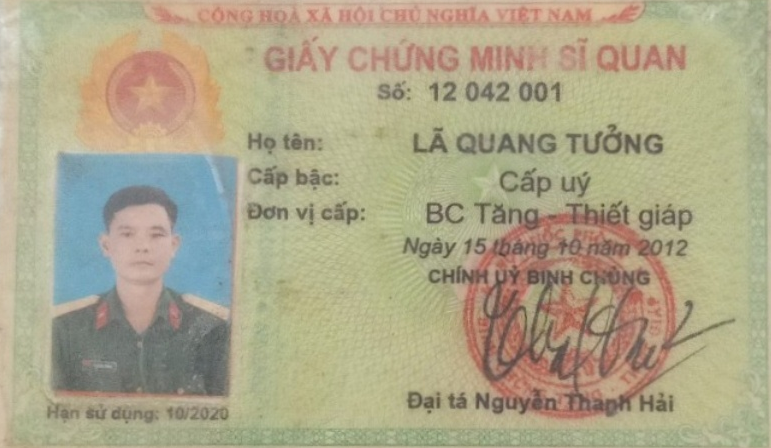 CỘNG HOÀ XÃ HỘI CHỦ NGHĨA VIỆT NAM
GIẤY CHỨNG MINH SĨ QUAN
Số: 12 042 001
Họ tên: LÃ QUANG TƯỞNG
Cấp bậc: Cấp uý
Đơn vị cấp: BC Tăng - Thiết giáp
Ngày 15 tháng 10 năm 2012
CHÍNH UỶ BINH CHỦNG
Đại tá Nguyễn Thanh Hải
Hạn sử dụng: 10/2020